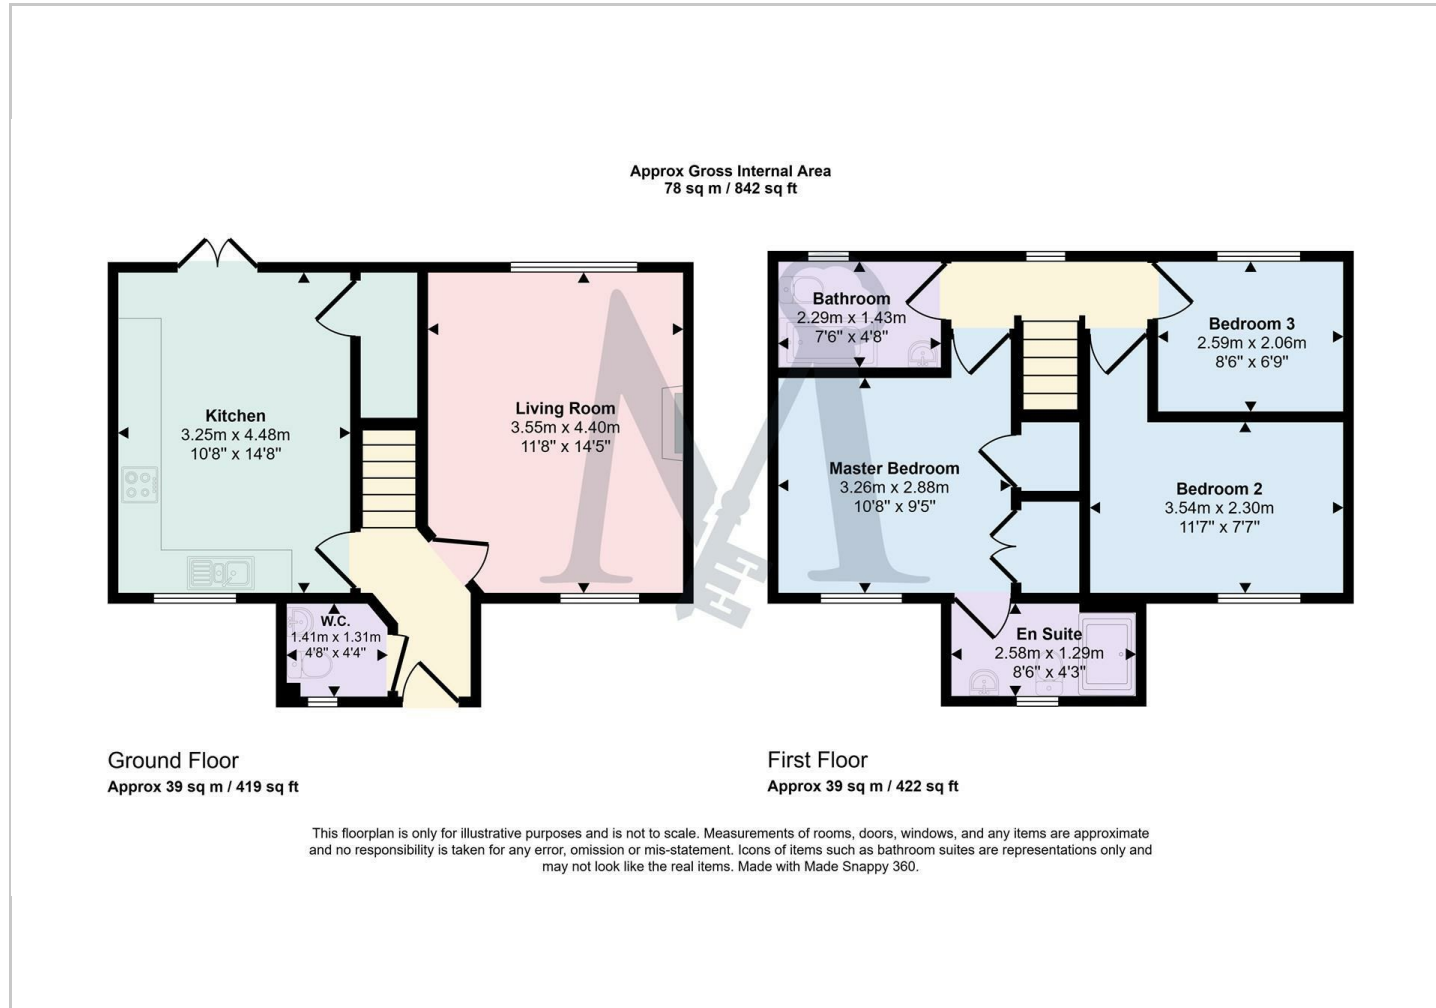 Approx Gross Internal Area
78 sq m / 842 sq ft
Kitchen
3.25m x 4.48m
10'8" x 14'8"
Living Room
3.55m x 4.40m
11'8" x 14'5"
W.C.
1.41m x 1.31m
4'8" x 4'4"
Ground Floor
Approx 39 sq m / 419 sq ft
Bathroom
2.29m x 1.43m
7'6" x 4'8"
Bedroom 3
2.59m x 2.06m
8'6" x 6'9"
Master Bedroom
3.26m x 2.88m
10'8" x 9'5"
Bedroom 2
3.54m x 2.30m
11'7" x 7'7"
En Suite
2.58m x 1.29m
8'6" x 4'3"
First Floor
Approx 39 sq m / 422 sq ft
M
This floorplan is only for illustrative purposes and is not to scale. Measurements of rooms, doors, windows, and any items are approximate
and no responsibility is taken for any error, omission or mis-statement. Icons of items such as bathroom suites are representations only and
may not look like the real items. Made with Made Snappy 360.